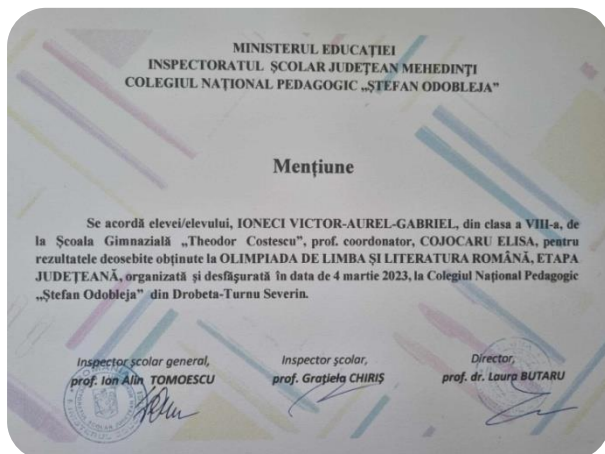 MINISTERUL EDUCAȚIEI
INSPECTORATUL ȘCOLAR JUDEȚEAN MEHEDINȚI
COLEGIUL NAȚIONAL PEDAGOGIC „ȘTEFAN ODOBLEJA”
Mențiune
Se acordă elevei/elevului, IONECI VICTOR-AUREL-GABRIEL, din clasa a VIII-a, de
la Școala Gimnazială „Theodor Costescu”, prof. coordonator, COJOCARU ELISA, pentru
rezultatele deosebite obținute la OLIMPIADA DE LIMBA ȘI LITERATURA ROMÂNĂ, ETAPA
JUDEȚEANĂ, organizată și desfășurată în data de 4 martie 2023, la Colegiul Național Pedagogic
„Ștefan Odobleja” din Drobeta-Turnu Severin.
Inspector școlar general, Inspector școlar, Director,
prof. Ion Alin TOMOESCU prof. Grațiela CHIRIȘ prof. dr. Laura BUTARU